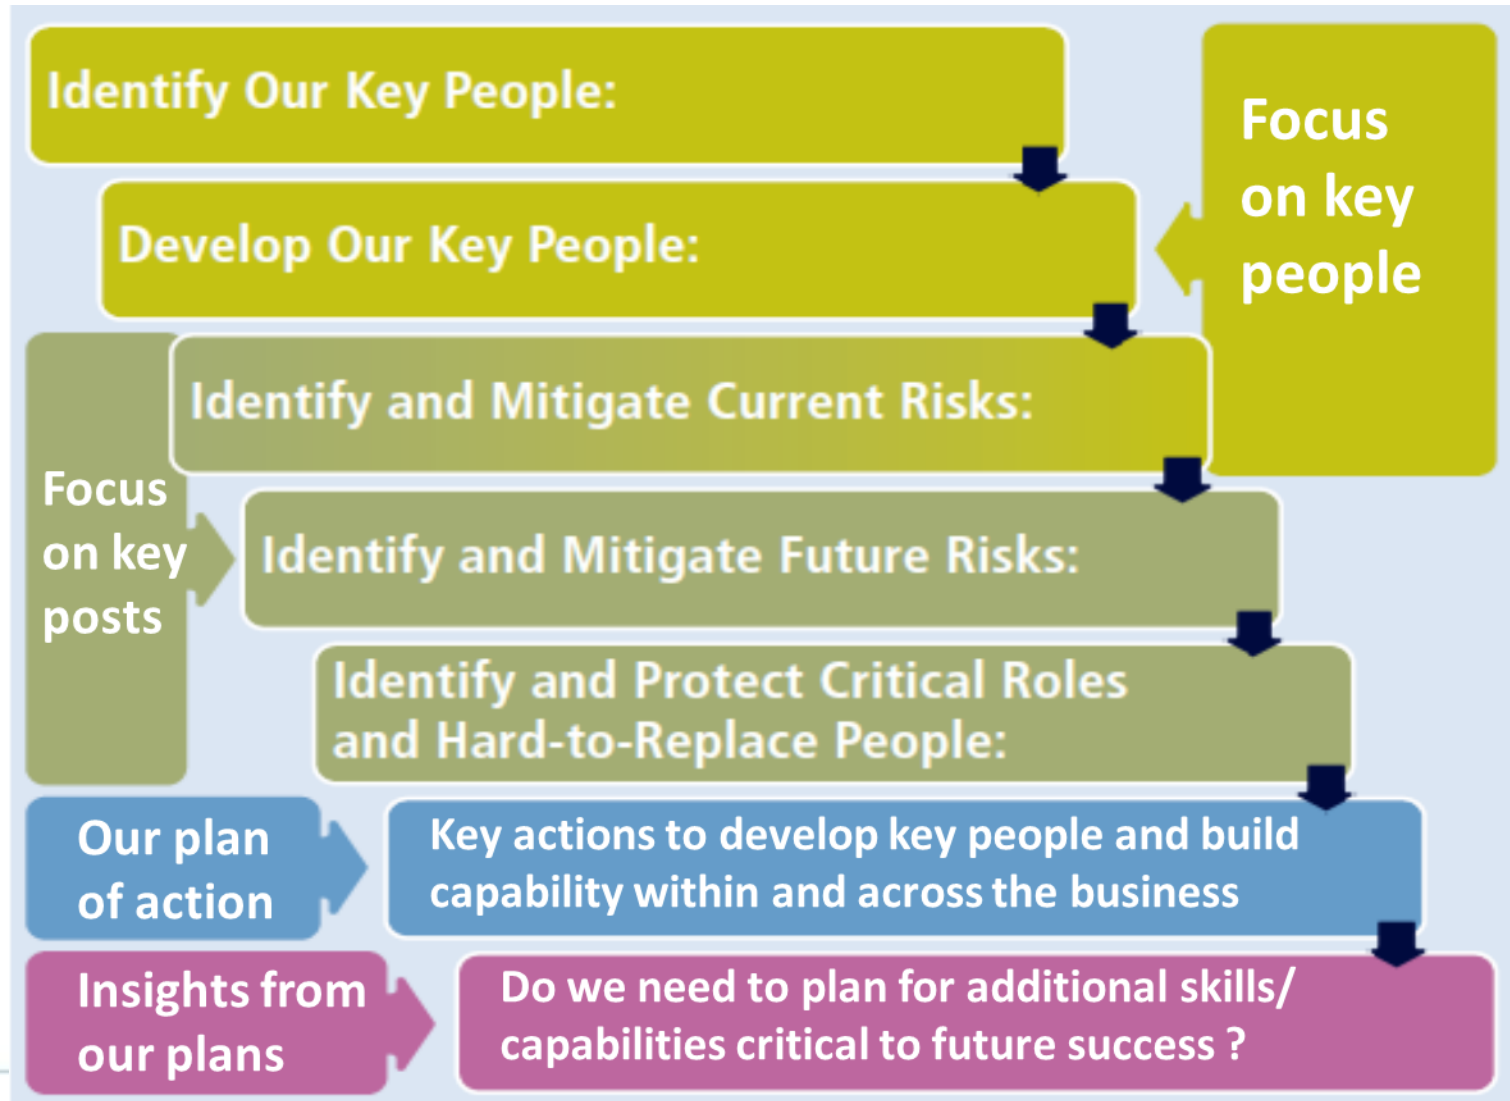 Identify Our Key People:
Focus
on key
people
Develop Our Key People:
Identify and Mitigate Current Risks:
Focus
on key
posts
Identify and Mitigate Future Risks:
Identify and Protect Critical Roles
and Hard-to-Replace People:
Our plan
of action
Key actions to develop key people and build
capability within and across the business
Insights from
our plans
Do we need to plan for additional skills/
capabilities critical to future success ?